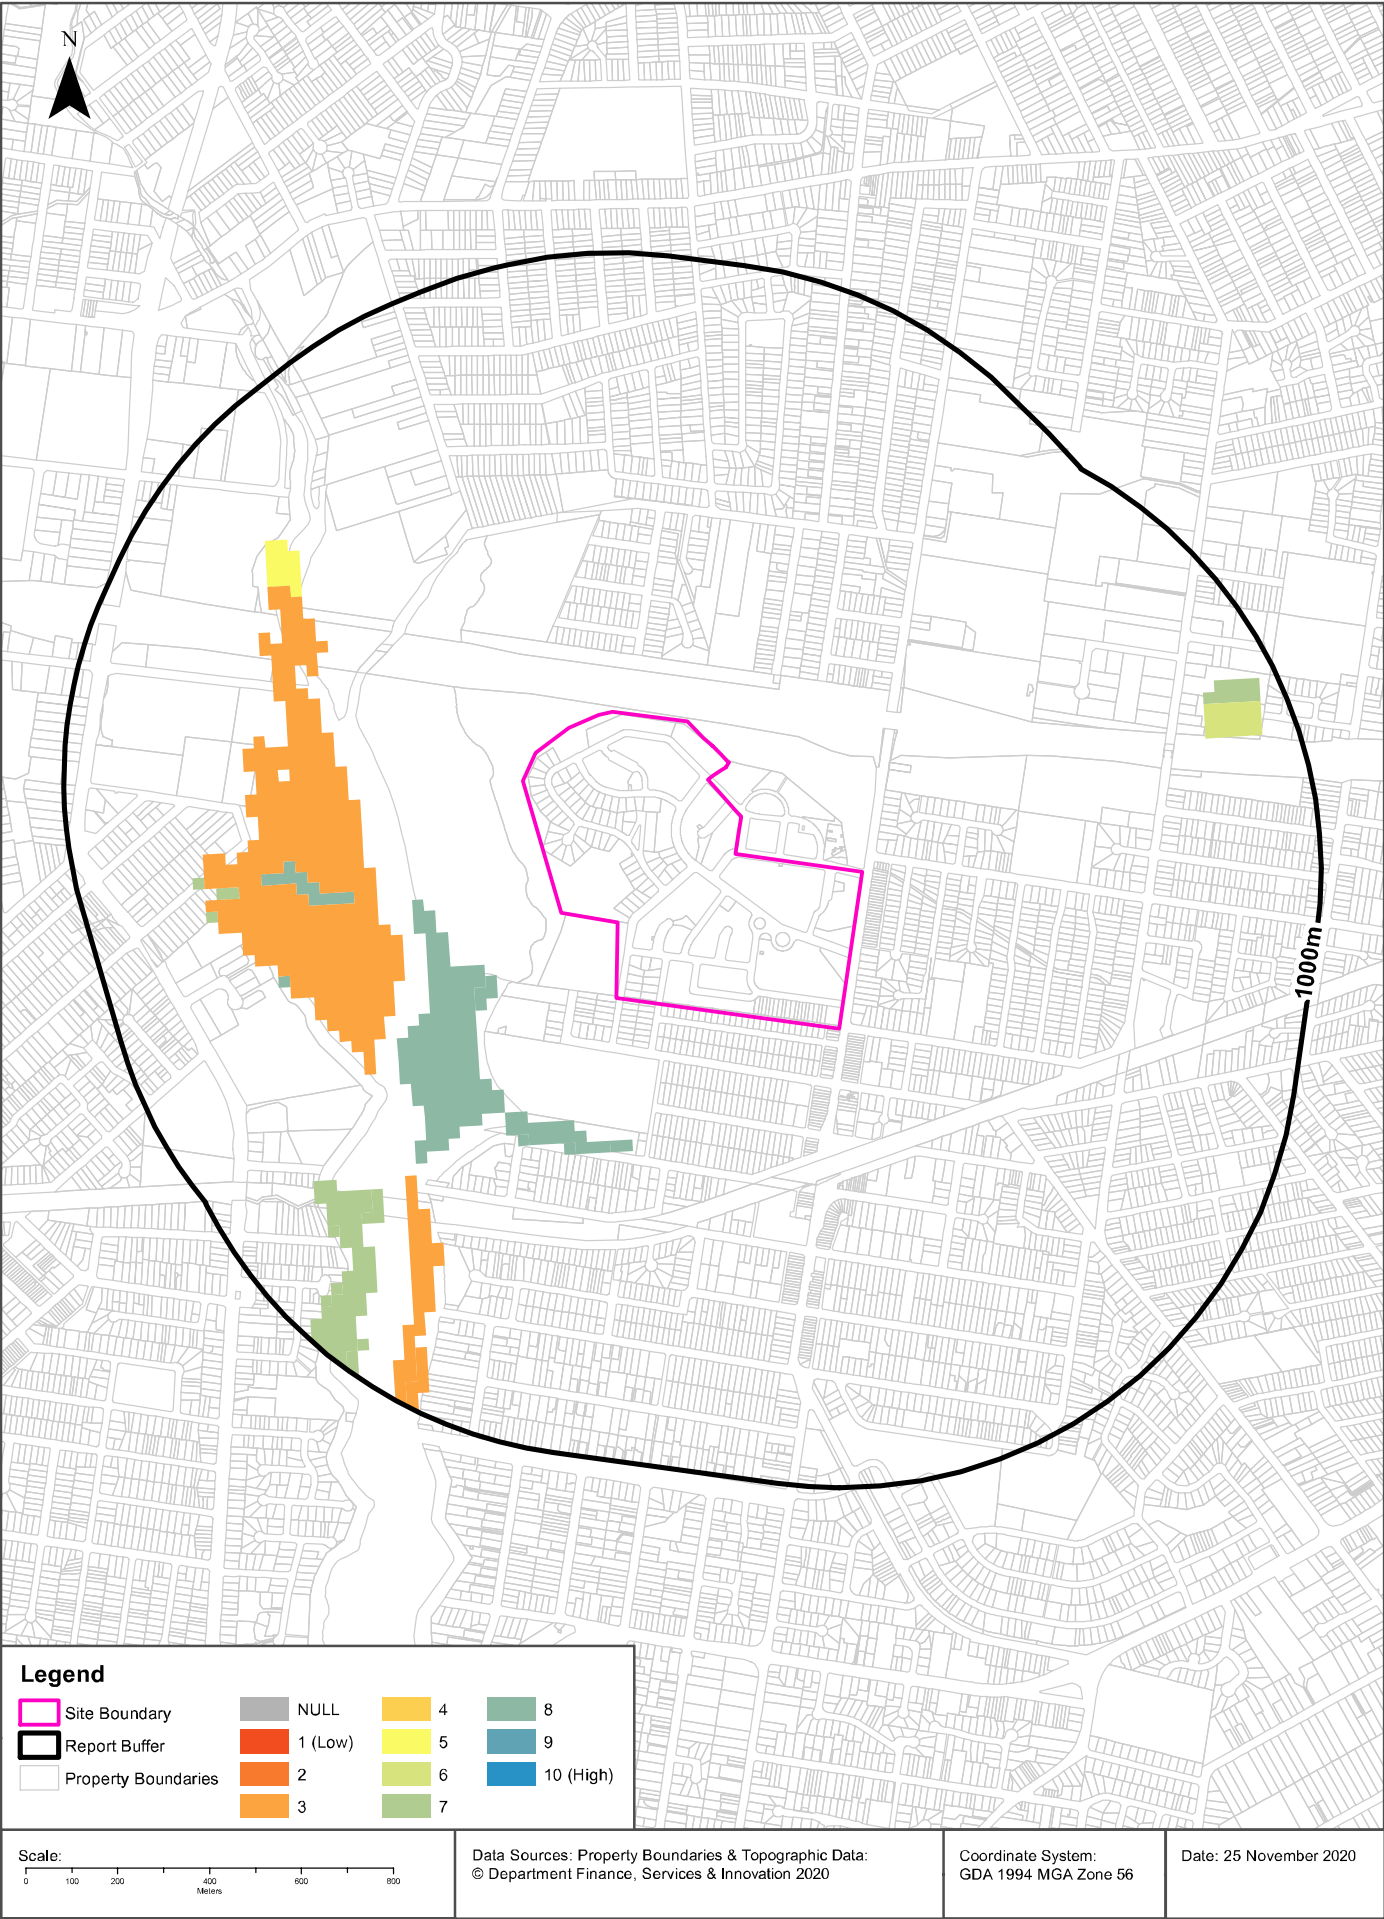 N
1000m
Legend
Site Boundary
Report Buffer
Property Boundaries
NULL
1 (Low)
2
3
4
5
6
7
8
9
10 (High)
Scale:
0 100 200 400 600 800
Meters
Data Sources: Property Boundaries & Topographic Data:
© Department Finance, Services & Innovation 2020
Coordinate System:
GDA 1994 MGA Zone 56
Date: 25 November 2020